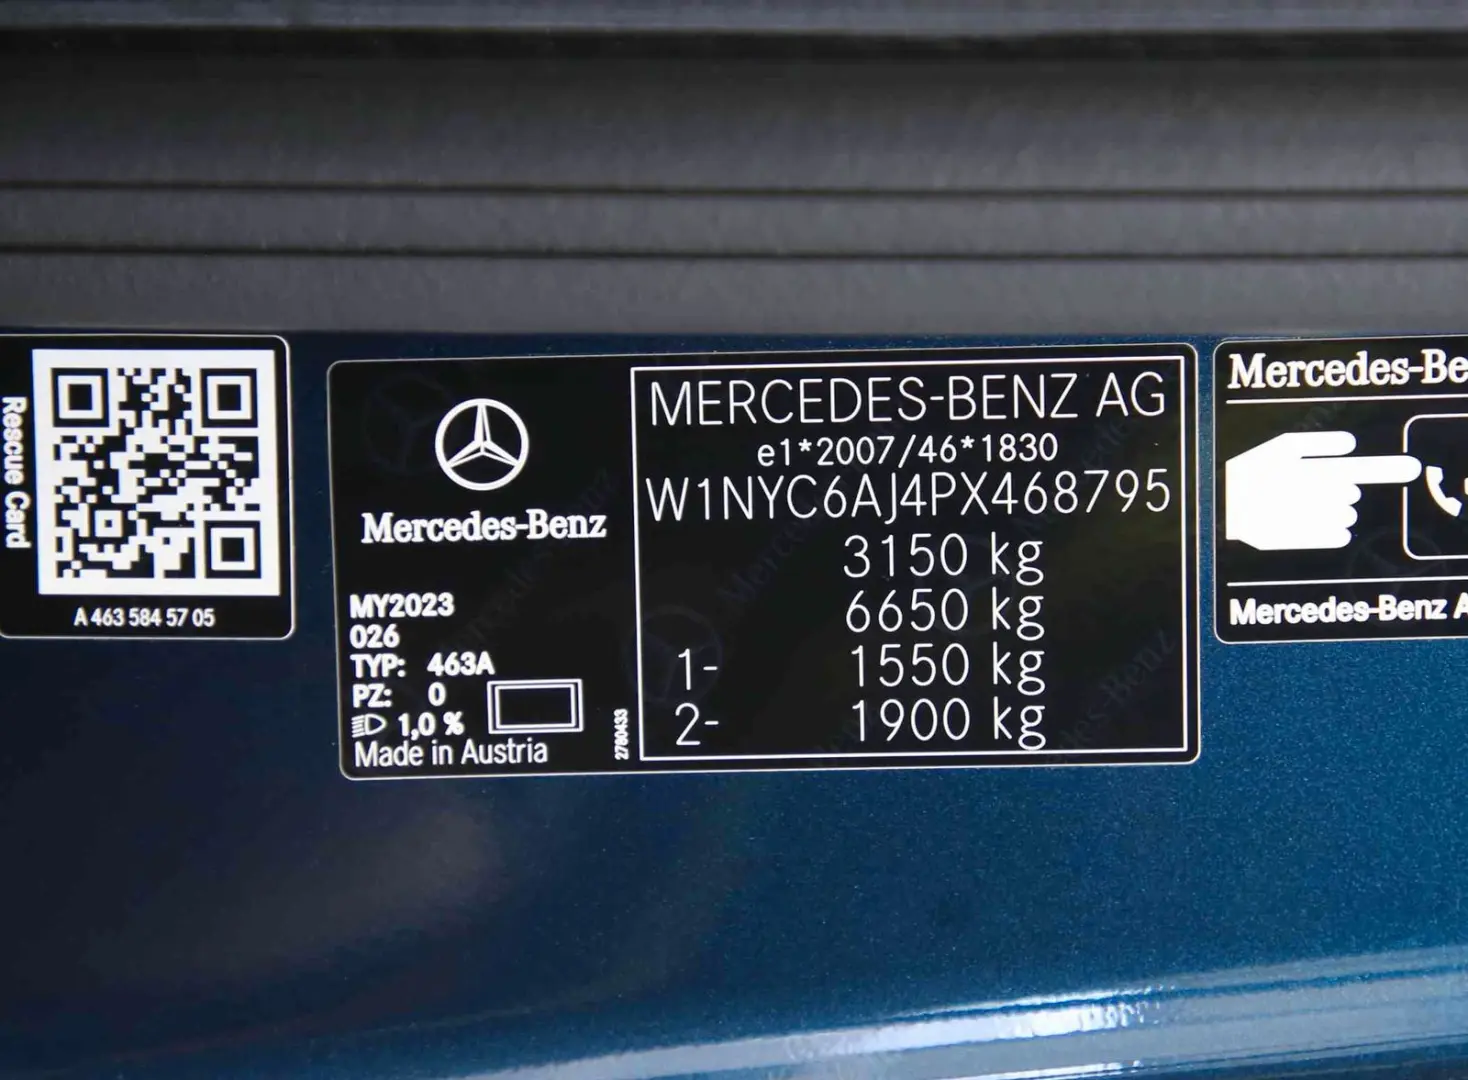 Rescue Card
A 463 584 57 05
Mercedes-Benz
MY2023
026
TYP: 463A
PZ: 0
1,0 %
Made in Austria
2780433
MERCEDES-BENZ AG
e1*2007/46*1830
W1NYC6AJ4PX468795
3150 kg
6650 kg
1- 1550 kg
2- 1900 kg
Mercedes-Be
Mercedes-Benz A